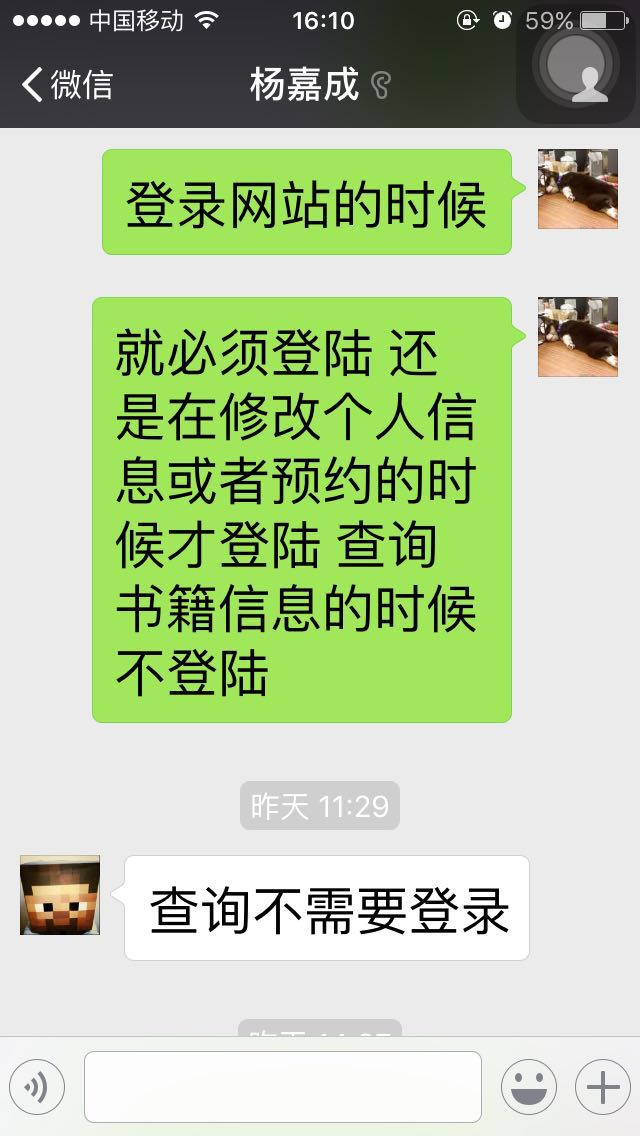 中国移动 16:10 59%
微信 杨嘉成
登录网站的时候
就必须登陆 还
是在修改个人信
息或者预约的时
候才登陆 查询
书籍信息的时候
不登陆
昨天 11:29
查询不需要登录
昨天